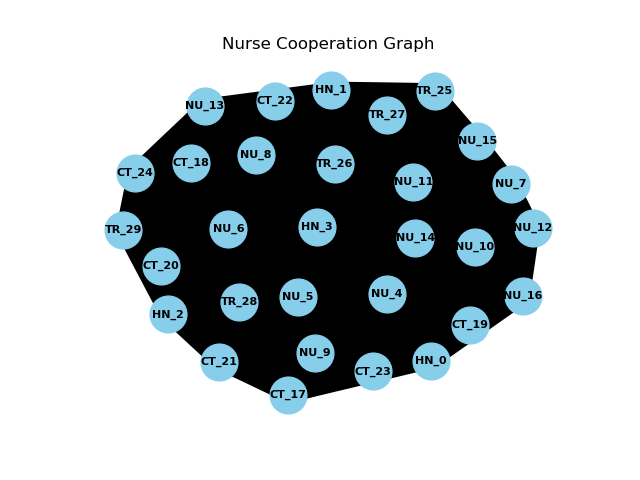 Nurse Cooperation Graph
HN_1
TR_25
CT_22
NU_13
TR_27
NU_15
NU_8
CT_18
TR_26
CT_24
NU_11
NU_7
HN_3
NU_12
NU_6
TR_29
NU_14
NU_10
CT_20
NU_4
NU_16
NU_5
TR_28
HN_2
CT_19
NU_9
HN_0
CT_21
CT_23
CT_17